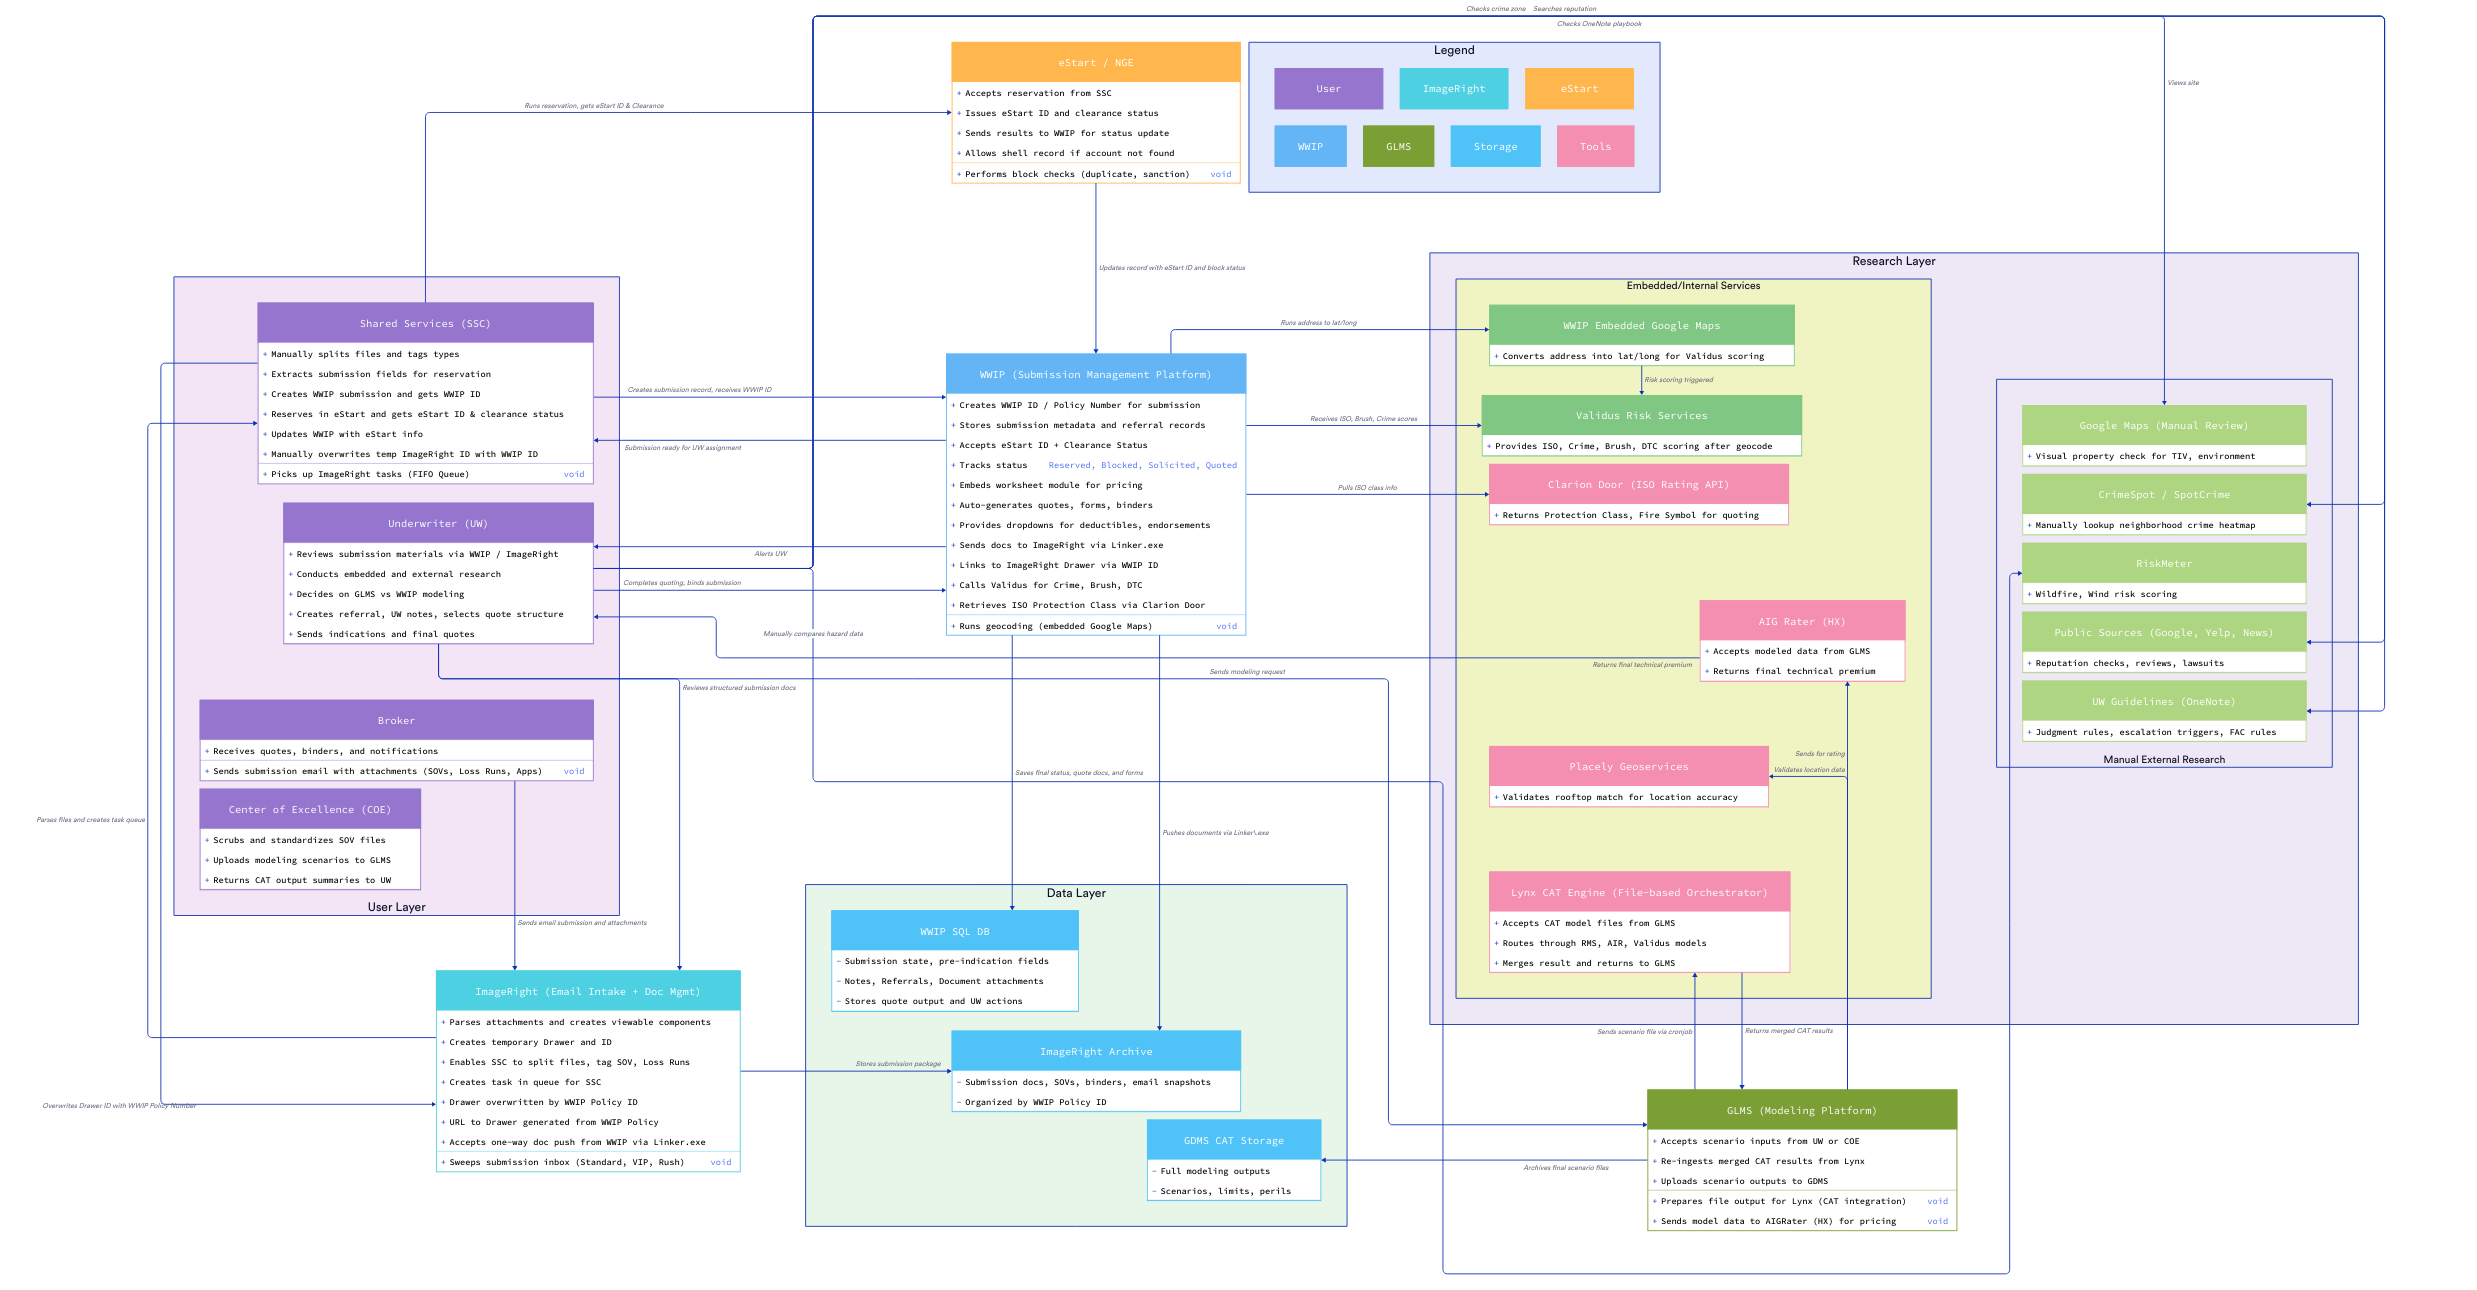 Checks crime zone
Searches reputation
Checks OneNote playbook
eStart / NGE
+ Accepts reservation from SSC
+ Issues eStart ID and clearance status
+ Sends results to WWIP for status update
+ Allows shell record if account not found
+ Performs block checks (duplicate, sanction) void
Legend
User
ImageRight
eStart
WWIP
GLMS
Storage
Tools
Views site
Runs reservation, gets eStart ID & Clearance
Updates record with eStart ID and block status
Shared Services (SSC)
+ Manually splits files and tags types
+ Extracts submission fields for reservation
+ Creates WWIP submission and gets WWIP ID
+ Reserves in eStart and gets eStart ID & clearance status
+ Updates WWIP with eStart info
+ Manually overwrites temp ImageRight ID with WWIP ID
+ Picks up ImageRight tasks (FIFO Queue) void
Underwriter (UW)
+ Reviews submission materials via WWIP / ImageRight
+ Conducts embedded and external research
+ Decides on GLMS vs WWIP modeling
+ Creates referral, UW notes, selects quote structure
+ Sends indications and final quotes
Broker
+ Receives quotes, binders, and notifications
+ Sends submission email with attachments (SOVs, Loss Runs, Apps) void
Center of Excellence (COE)
+ Scrubs and standardizes SOV files
+ Uploads modeling scenarios to GLMS
+ Returns CAT output summaries to UW
User Layer
Creates submission record, receives WWIP ID
Submission ready for UW assignment
Alerts UW
Completes quoting, binds submission
Manually compares hazard data
Reviews structured submission docs
Sends modeling request
Returns final technical premium
WWIP (Submission Management Platform)
+ Creates WWIP ID / Policy Number for submission
+ Stores submission metadata and referral records
+ Accepts eStart ID + Clearance Status
+ Tracks status Reserved, Blocked, Solicited, Quoted
+ Embeds worksheet module for pricing
+ Auto-generates quotes, forms, binders
+ Provides dropdowns for deductibles, endorsements
+ Sends docs to ImageRight via Linker.exe
+ Links to ImageRight Drawer via WWIP ID
+ Calls Validus for Crime, Brush, DTC
+ Retrieves ISO Protection Class via Clarion Door
+ Runs geocoding (embedded Google Maps) void
Runs address to lat/long
Receives ISO, Brush, Crime scores
Pulls ISO class info
Research Layer
Embedded/Internal Services
WWIP Embedded Google Maps
+ Converts address into lat/long for Validus scoring
Risk scoring triggered
Validus Risk Services
+ Provides ISO, Crime, Brush, DTC scoring after geocode
Clarion Door (ISO Rating API)
+ Returns Protection Class, Fire Symbol for quoting
AIG Rater (HX)
+ Accepts modeled data from GLMS
+ Returns final technical premium
Sends for rating
Validates location data
Placely Geoservices
+ Validates rooftop match for location accuracy
Lynx CAT Engine (File-based Orchestrator)
+ Accepts CAT model files from GLMS
+ Routes through RMS, AIR, Validus models
+ Merges result and returns to GLMS
Google Maps (Manual Review)
+ Visual property check for TIV, environment
CrimeSpot / SpotCrime
+ Manually lookup neighborhood crime heatmap
RiskMeter
+ Wildfire, Wind risk scoring
Public Sources (Google, Yelp, News)
+ Reputation checks, reviews, lawsuits
UW Guidelines (OneNote)
+ Judgment rules, escalation triggers, FAC rules
Manual External Research
Parses files and creates task queue
Saves final status, quote docs, and forms
Pushes documents via Linker\.exe
Sends email submission and attachments
Data Layer
WWIP SQL DB
- Submission state, pre-indication fields
- Notes, Referrals, Document attachments
- Stores quote output and UW actions
ImageRight Archive
- Submission docs, SOVs, binders, email snapshots
- Organized by WWIP Policy ID
GDMS CAT Storage
- Full modeling outputs
- Scenarios, limits, perils
ImageRight (Email Intake + Doc Mgmt)
+ Parses attachments and creates viewable components
+ Creates temporary Drawer and ID
+ Enables SSC to split files, tag SOV, Loss Runs
+ Creates task in queue for SSC
+ Drawer overwritten by WWIP Policy ID
+ URL to Drawer generated from WWIP Policy
+ Accepts one-way doc push from WWIP via Linker.exe
+ Sweeps submission inbox (Standard, VIP, Rush) void
Overwrites Drawer ID with WWIP Policy Number
Stores submission package
Sends scenario file via cronjob
Returns merged CAT results
Archives final scenario files
GLMS (Modeling Platform)
+ Accepts scenario inputs from UW or COE
+ Re-ingests merged CAT results from Lynx
+ Uploads scenario outputs to GDMS
+ Prepares file output for Lynx (CAT integration) void
+ Sends model data to AIGRater (HX) for pricing void